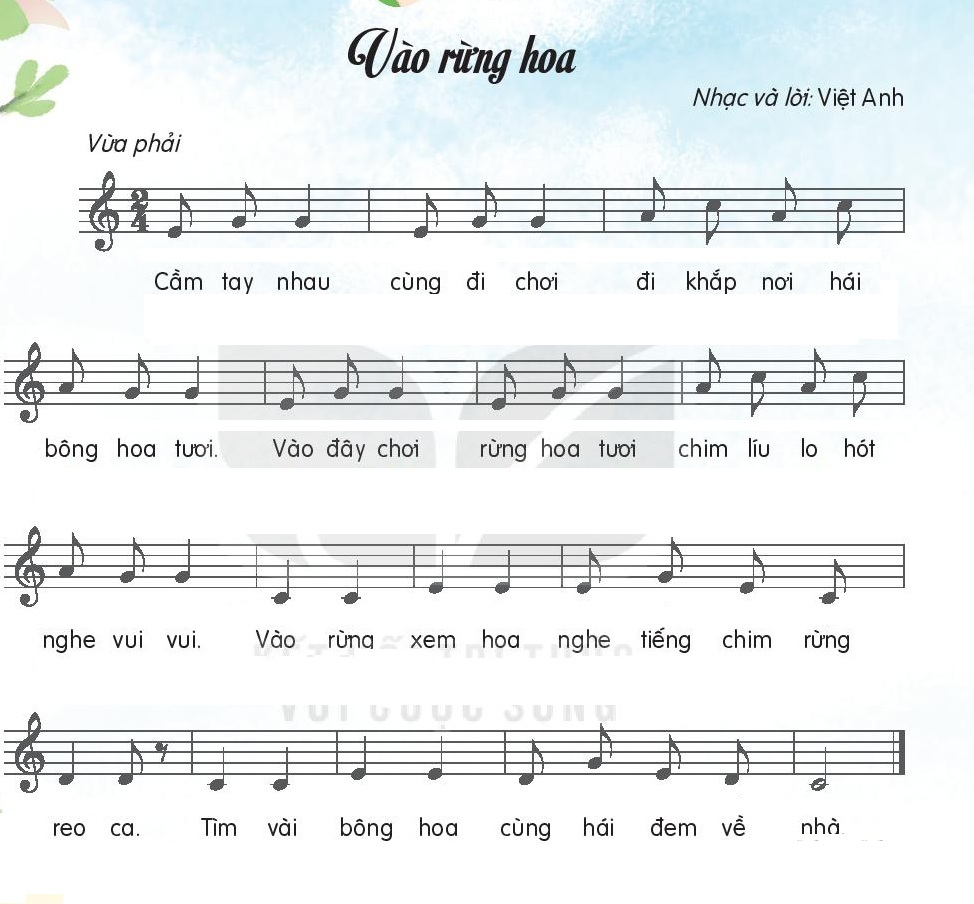 Vào rừng hoa
Nhạc và lời: Việt Anh
Vừa phải
2
4
Cầm tay nhau cùng đi chơi đi khắp nơi hái
bông hoa tươi. Vào đây chơi rừng hoa tươi chim líu lo hót
nghe vui vui. Vào rừng xem hoa nghe tiếng chim rừng
reo ca. Tìm vài bông hoa cùng hái đem về nhà.